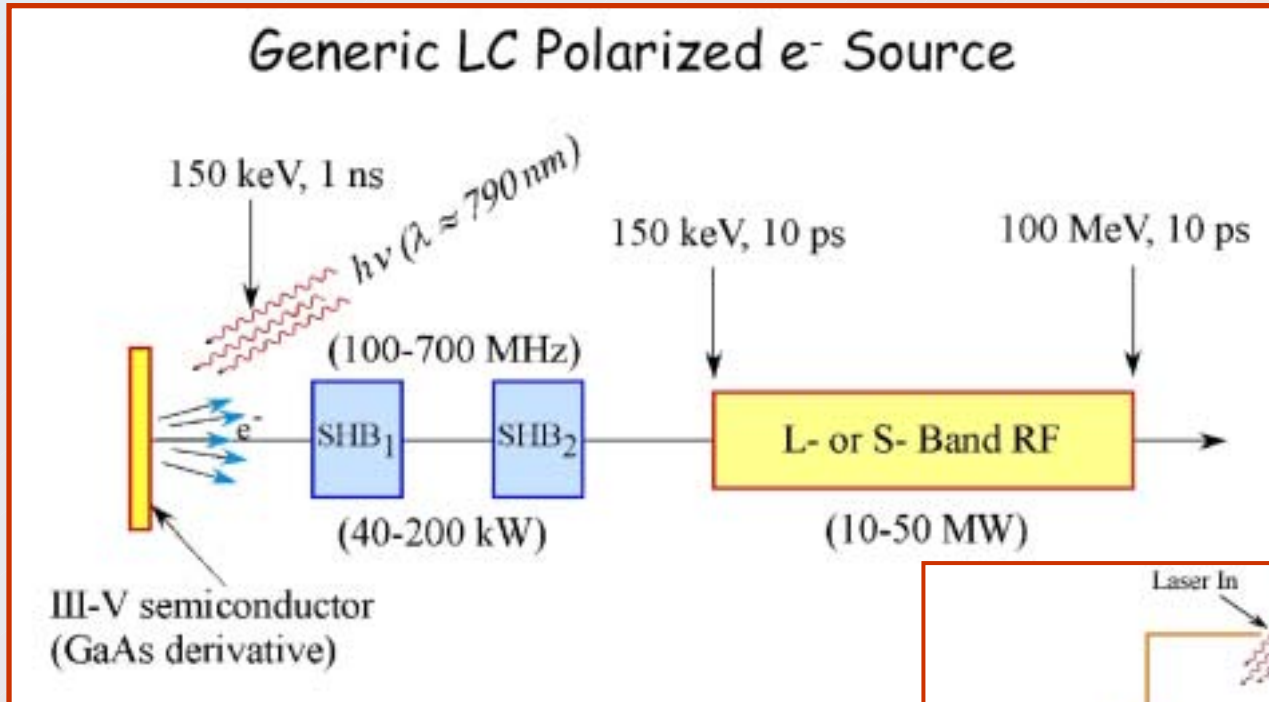 Generic LC Polarized e⁻ Source
150 keV, 1 ns
hν (λ ≈ 790 nm)
150 keV, 10 ps
100 MeV, 10 ps
(100-700 MHz)
e⁻
SHB₁
SHB₂
L- or S- Band RF
(40-200 kW)
(10-50 MW)
III-V semiconductor
(GaAs derivative)
Laser In